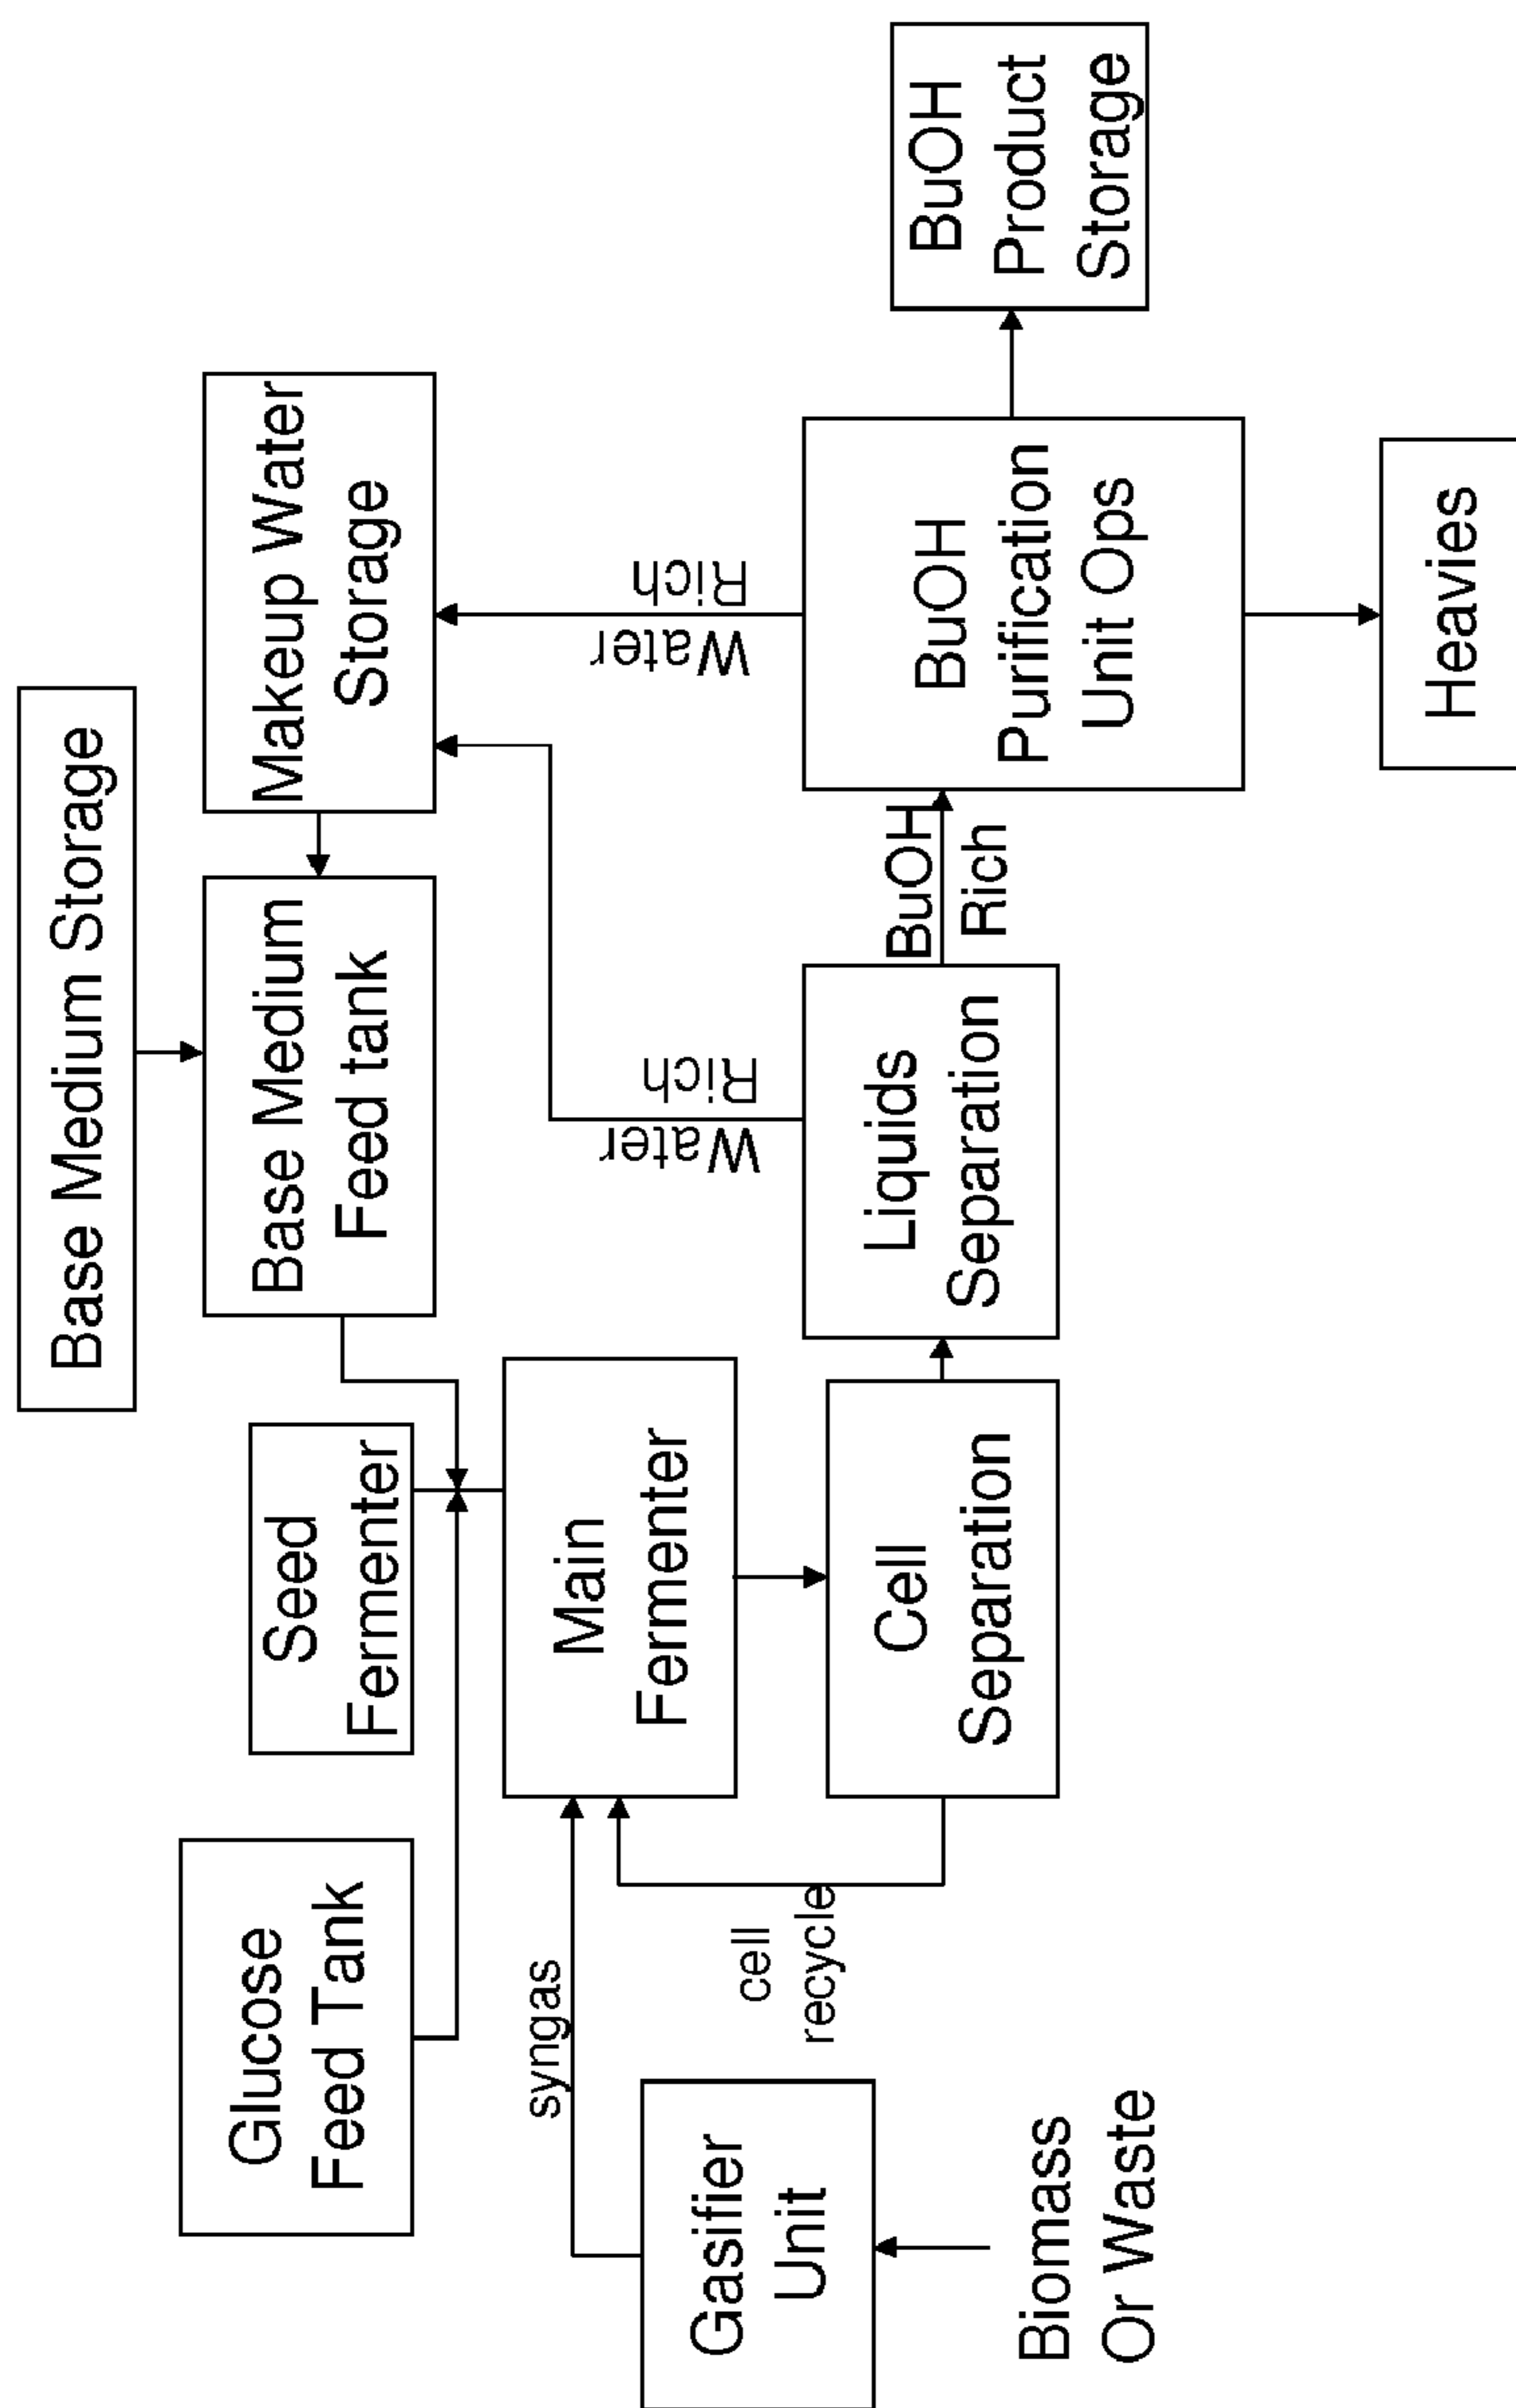 Base Medium Storage
Glucose
Feed Tank
Seed
Fermenter
Base Medium
Feed tank
Makeup Water
Storage
syngas
Main
Fermenter
Water
Rich
Water
Rich
Gasifier
Unit
cell
recycle
Cell
Separation
Liquids
Separation
BuOH
Rich
BuOH
Purification
Unit Ops
BuOH
Product
Storage
Biomass
Or Waste
Heavies